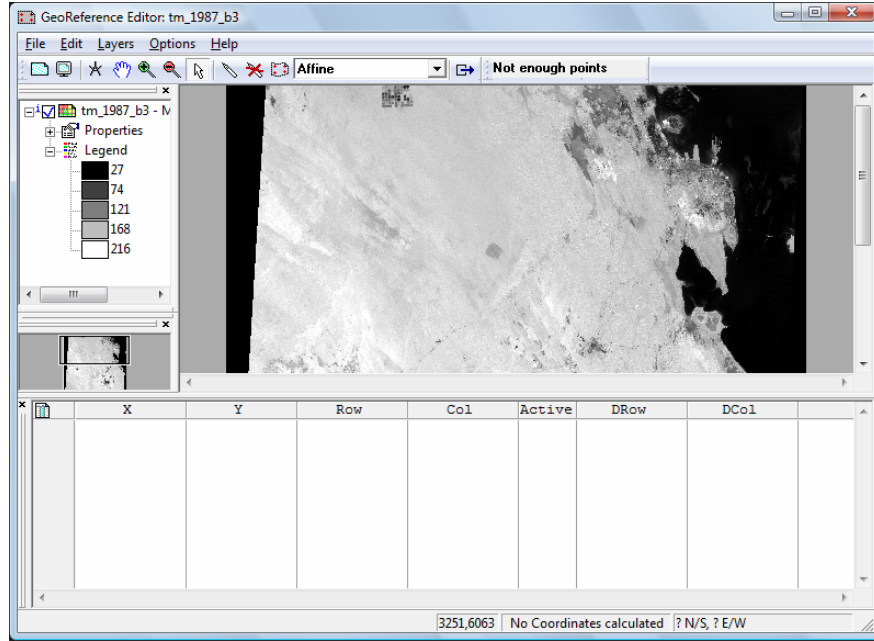 GeoReference Editor: tm_1987_b3
File Edit Layers Options Help
Affine
Not enough points
tm_1987_b3 - M
Properties
Legend
27
74
121
168
216
X Y Row Col Active DRow DCol
3251,6063 No Coordinates calculated ? N/S, ? E/W